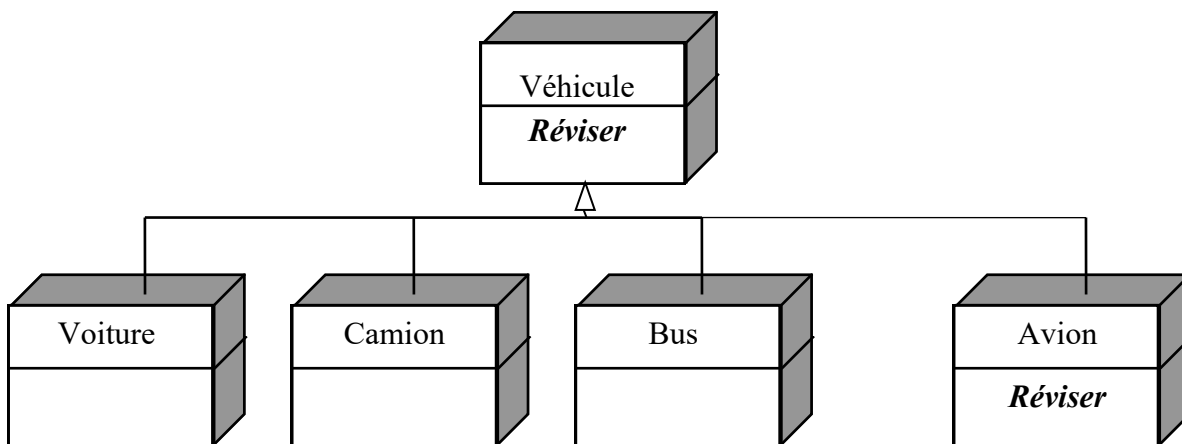 Véhicule
Réviser
Voiture
Camion
Bus
Avion
Réviser